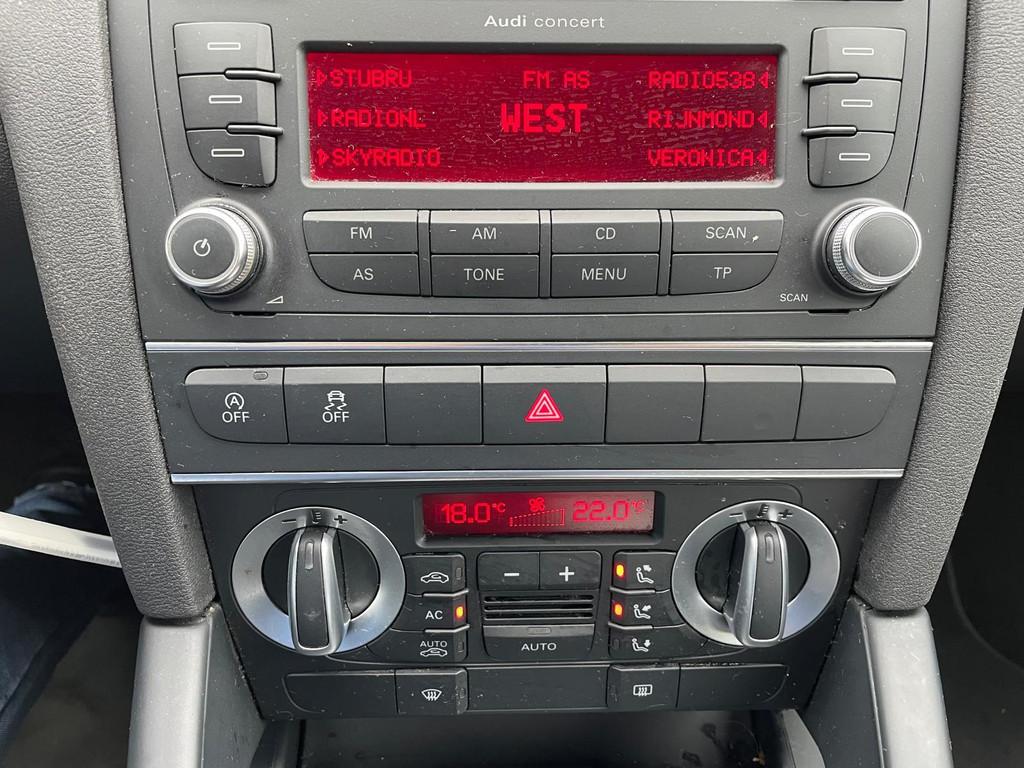 Audi concert
STUBRU FM AS RADIO538
RADIONL WEST RIJNMOND
SKYRADIO VERONICA
FM AM CD SCAN
AS TONE MENU TP
SCAN
A
OFF OFF
18.0°C 22.0°C
- + - +
- +
AC
AUTO AUTO